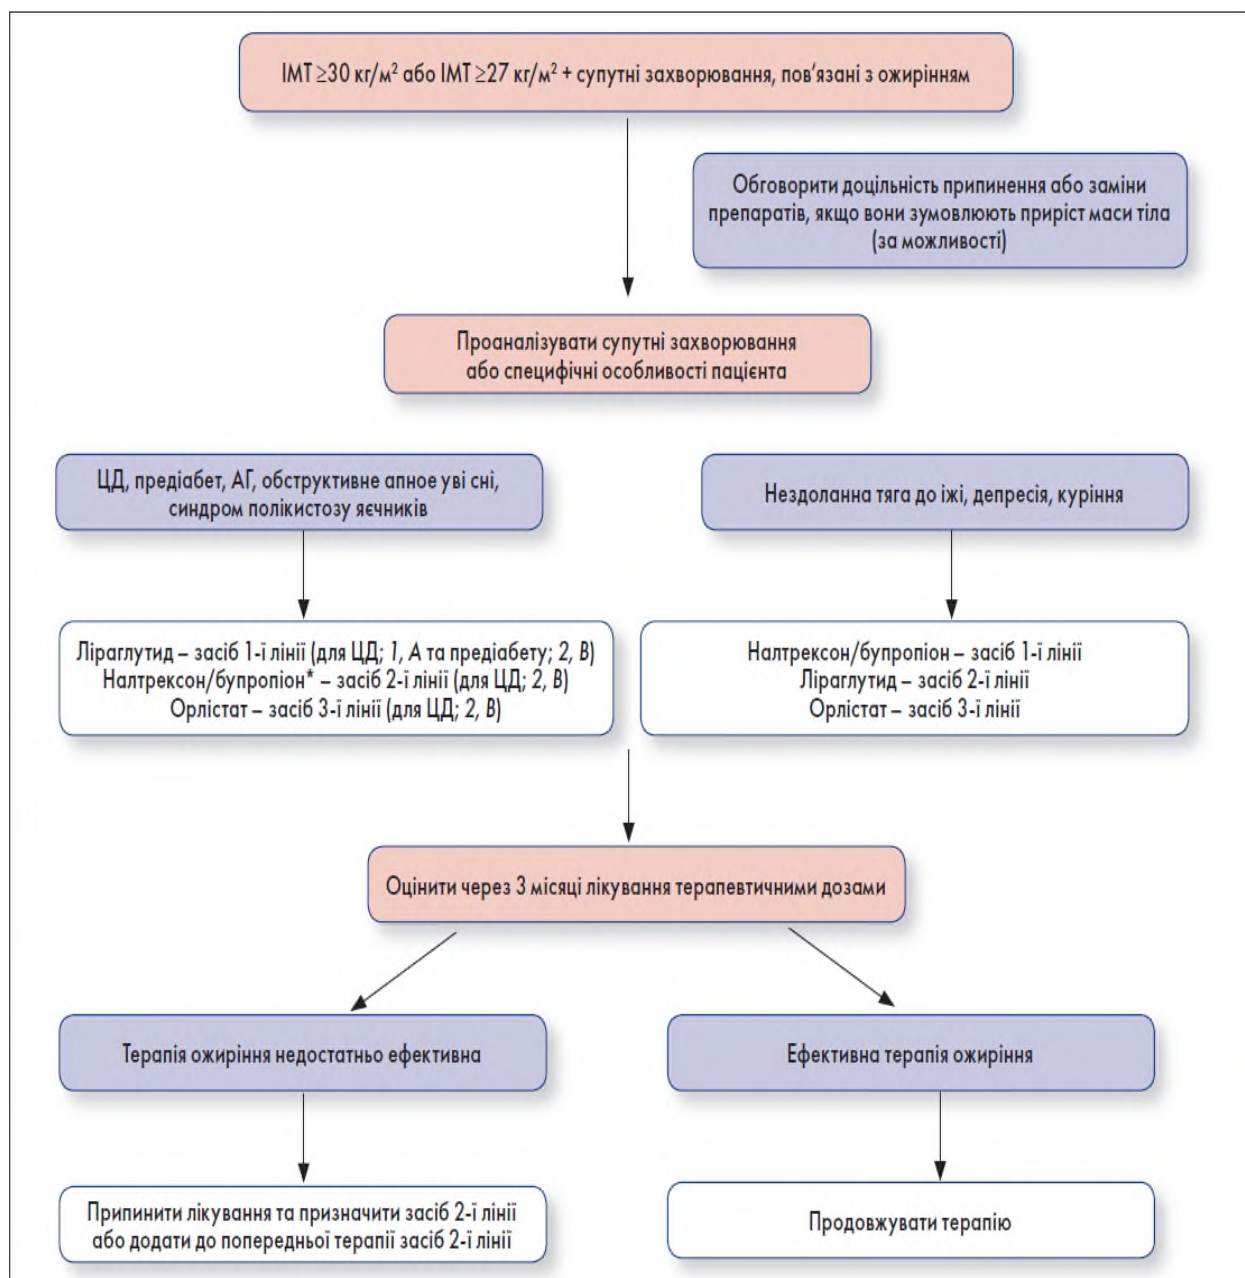 ІМТ ≥30 кг/м² або ІМТ ≥27 кг/м² + супутні захворювання, пов‘язані з ожирінням
Обговорити доцільність припинення або заміни
препаратів, якщо вони зумовлюють приріст маси тіла
(за можливості)
Проаналізувати супутні захворювання
або специфічні особливості пацієнта
ЦД, предіабет, АГ, обструктивне апное уві сні,
синдром полікистозу яєчників
Нездоланна тяга до їжі, депресія, куріння
Ліраглутид – засіб 1-ї лінії (для ЦД; 1, А та предіабету; 2, В)
Налтрексон/бупропіон* – засіб 2-ї лінії (для ЦД; 2, В)
Орлістат – засіб 3-ї лінії (для ЦД; 2, В)
Налтрексон/бупропіон – засіб 1-ї лінії
Ліраглутид – засіб 2-ї лінії
Орлістат – засіб 3-ї лінії
Оцінити через 3 місяці лікування терапевтичними дозами
Терапія ожиріння недостатньо ефективна
Ефективна терапія ожиріння
Припинити лікування та призначити засіб 2-ї лінії
або додати до попередньої терапії засіб 2-ї лінії
Продовжувати терапію